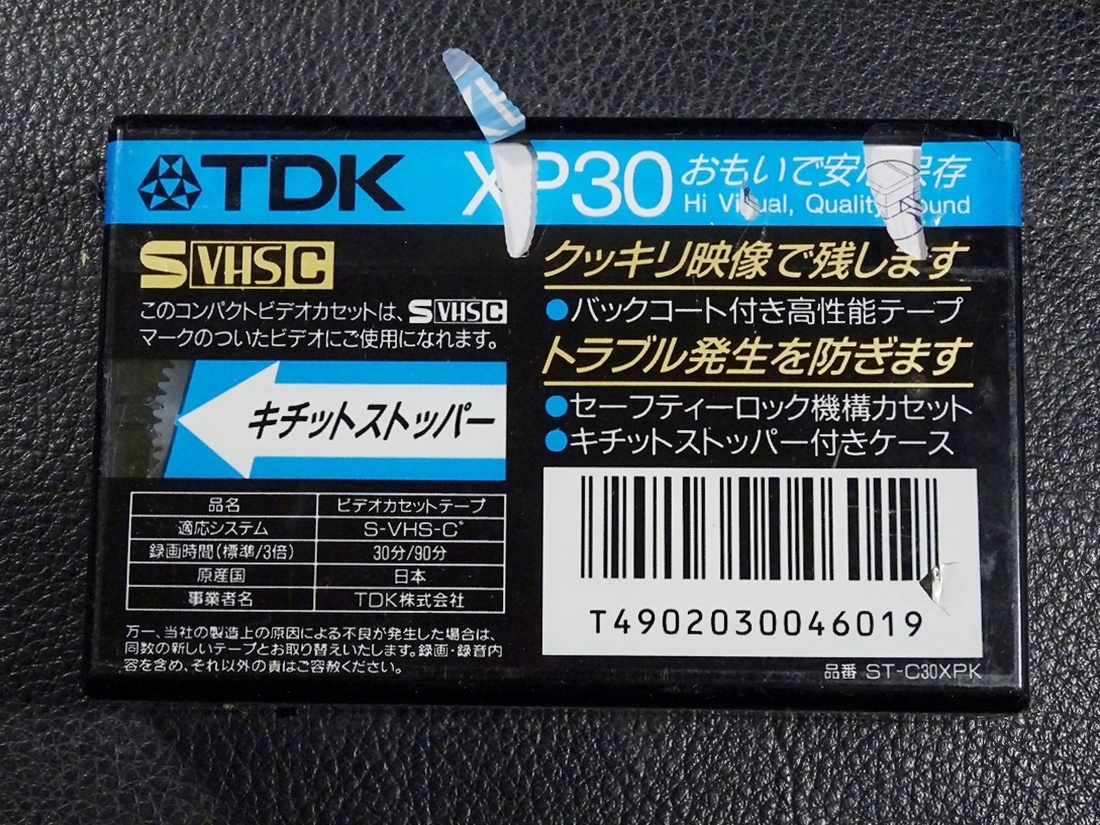 TDK
XP30
おもいで安 保存
Hi Visual, Quality Sound
S VHS C
このコンパクトビデオカセットは、S VHS C
マークのついたビデオにご使用になれます。
キチットストッパー
品名 ビデオカセットテープ
適応システム S-VHS-C*
録画時間(標準/3倍) 30分/90分
原産国 日本
事業者名 TDK株式会社
万一、当社の製造上の原因による不良が発生した場合は、
同数の新しいテープとお取り替えいたします。録画・録音内
容を含め、それ以外の責はご容赦ください。
クッキリ映像で残します
●バックコート付き高性能テープ
トラブル発生を防ぎます
●セーフティーロック機構カセット
●キチットストッパー付きケース
T4902030046019
品番 ST-C30XPK